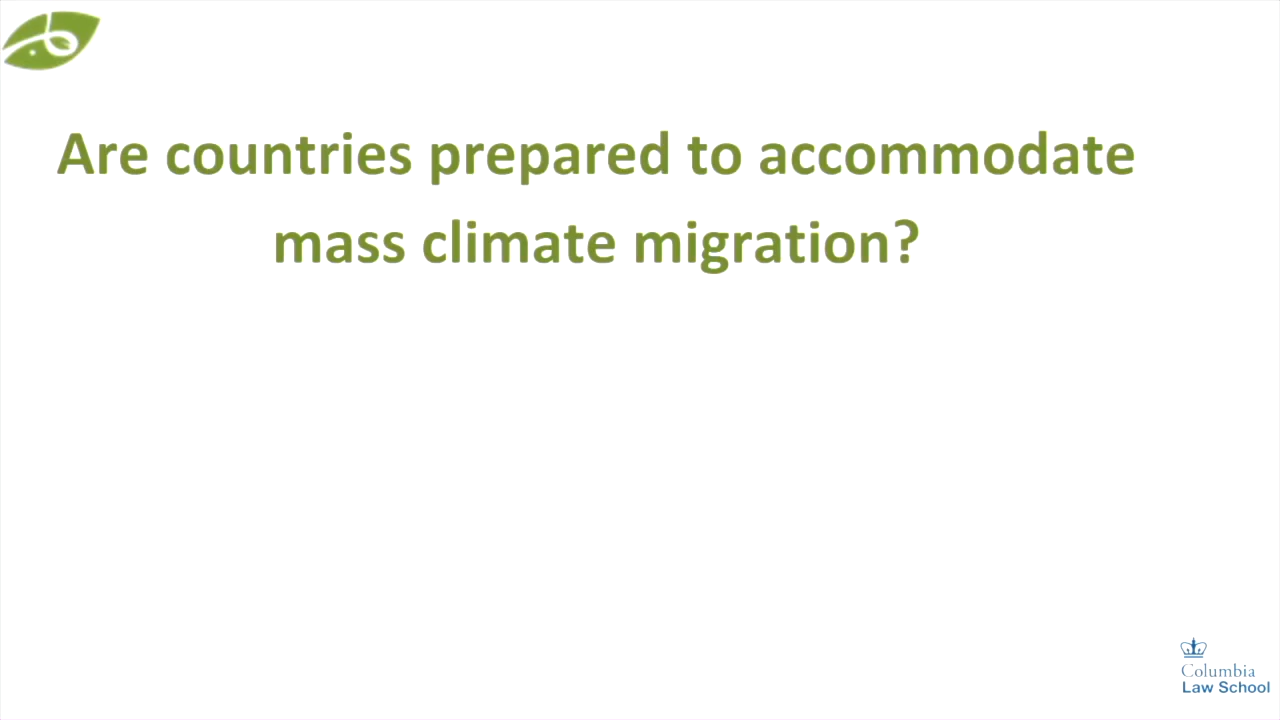 Are countries prepared to accommodate
mass climate migration?
Columbia
Law School